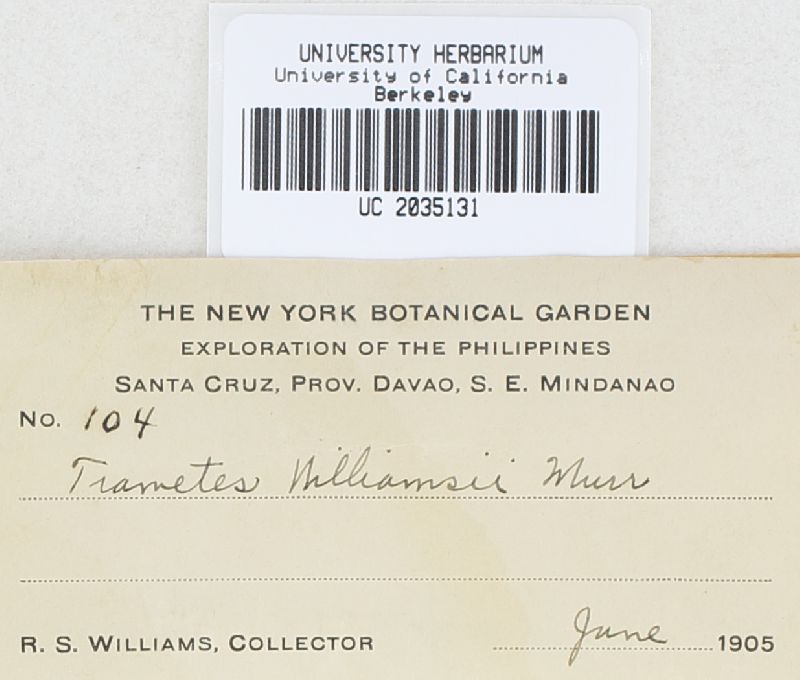 UNIVERSITY HERBARIUM
University of California
Berkeley
UC 2035131
THE NEW YORK BOTANICAL GARDEN
EXPLORATION OF THE PHILIPPINES
SANTA CRUZ, PROV. DAVAO, S. E. MINDANAO
No. 104
Trametes Williamsii Murr
R. S. WILLIAMS, COLLECTOR June 1905